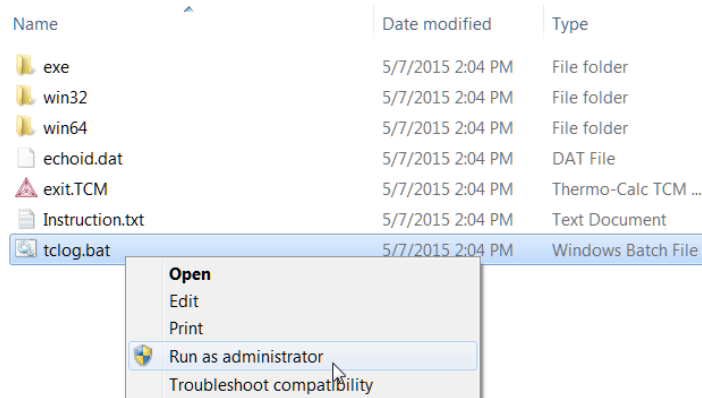 Name Date modified Type
exe 5/7/2015 2:04 PM File folder
win32 5/7/2015 2:04 PM File folder
win64 5/7/2015 2:04 PM File folder
echoid.dat 5/7/2015 2:04 PM DAT File
exit.TCM 5/7/2015 2:04 PM Thermo-Calc TCM ...
Instruction.txt 5/7/2015 2:04 PM Text Document
tclog.bat 5/7/2015 2:04 PM Windows Batch File
Open
Edit
Print
Run as administrator
Troubleshoot compatibility